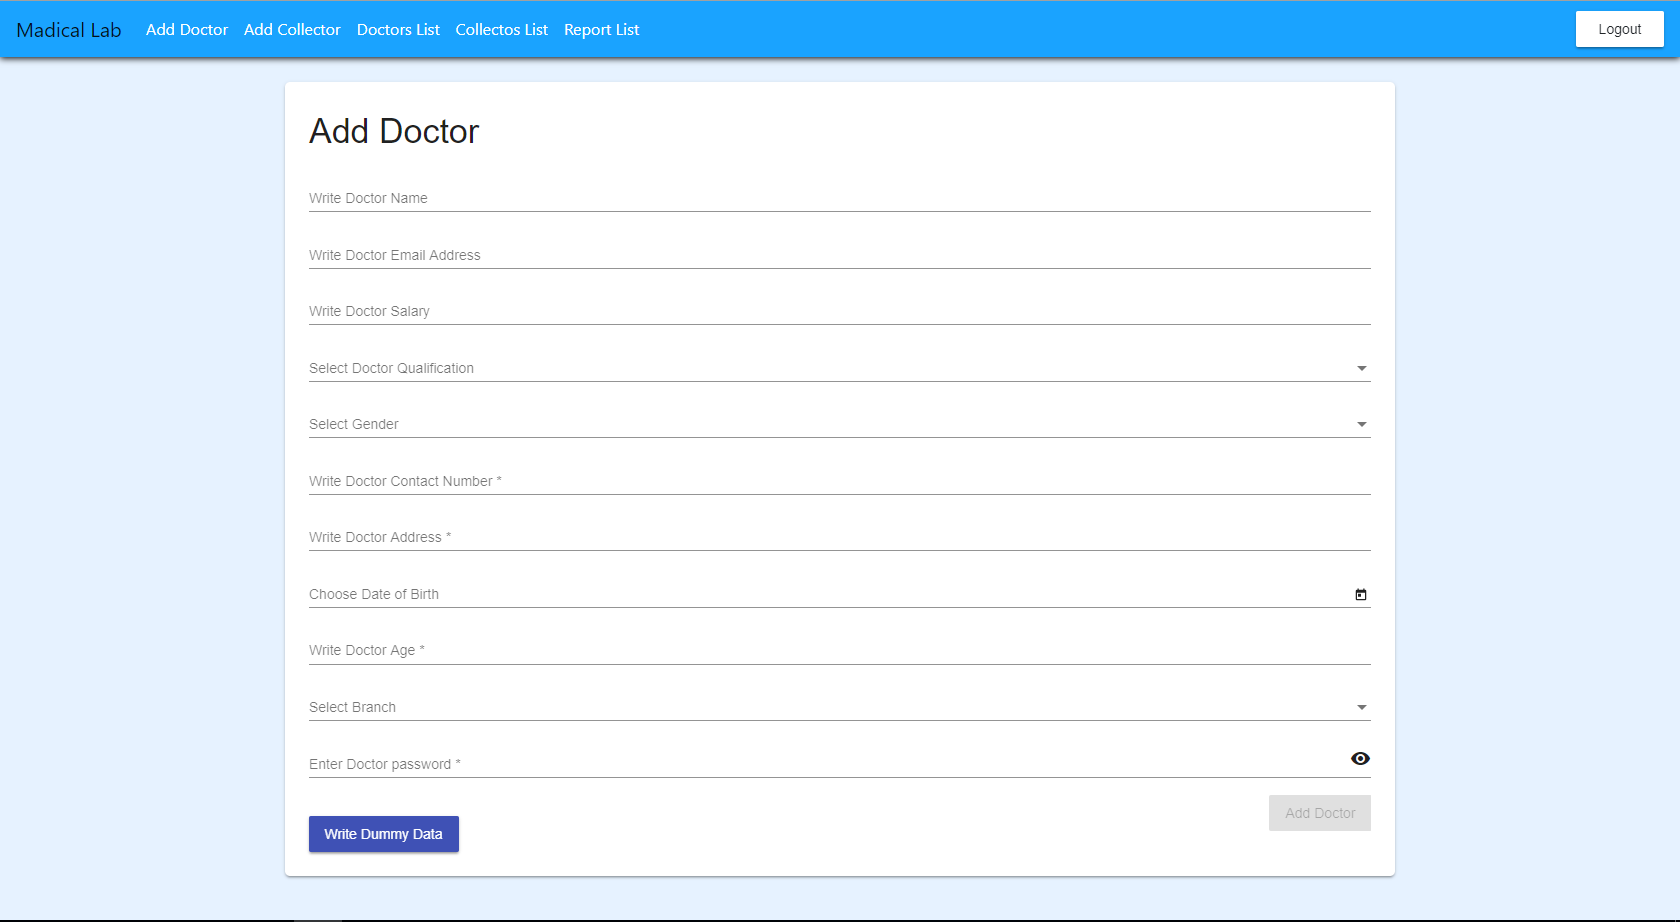 Madical Lab Add Doctor Add Collector Doctors List Collectos List Report List Logout
Add Doctor
Write Doctor Name
Write Doctor Email Address
Write Doctor Salary
Select Doctor Qualification
Select Gender
Write Doctor Contact Number *
Write Doctor Address *
Choose Date of Birth
Write Doctor Age *
Select Branch
Enter Doctor password *
Add Doctor
Write Dummy Data